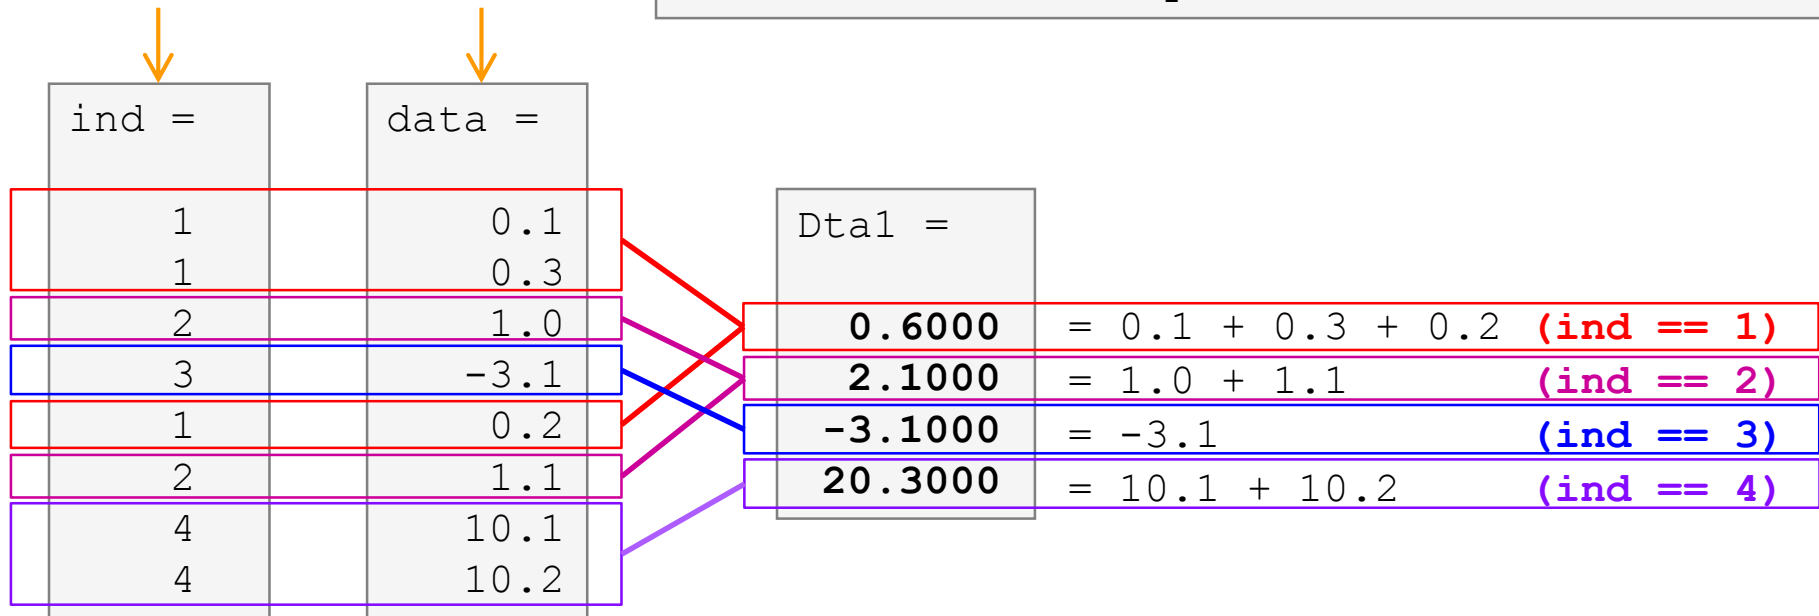 ind =
data =
1 0.1
1 0.3
2 1.0
3 -3.1
1 0.2
2 1.1
4 10.1
4 10.2
Dta1 =
0.6000 = 0.1 + 0.3 + 0.2 (ind == 1)
2.1000 = 1.0 + 1.1 (ind == 2)
-3.1000 = -3.1 (ind == 3)
20.3000 = 10.1 + 10.2 (ind == 4)